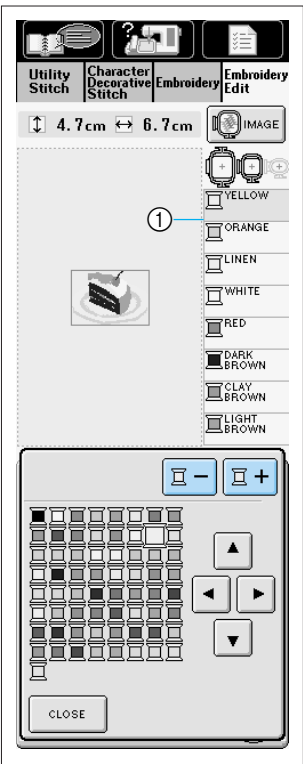 ?
Utility
Stitch
Character
Decorative
Stitch
Embroidery
Embroidery
Edit
4.7cm 6.7cm
IMAGE
1
YELLOW
ORANGE
LINEN
WHITE
RED
DARK
BROWN
CLAY
BROWN
LIGHT
BROWN
−
+
CLOSE